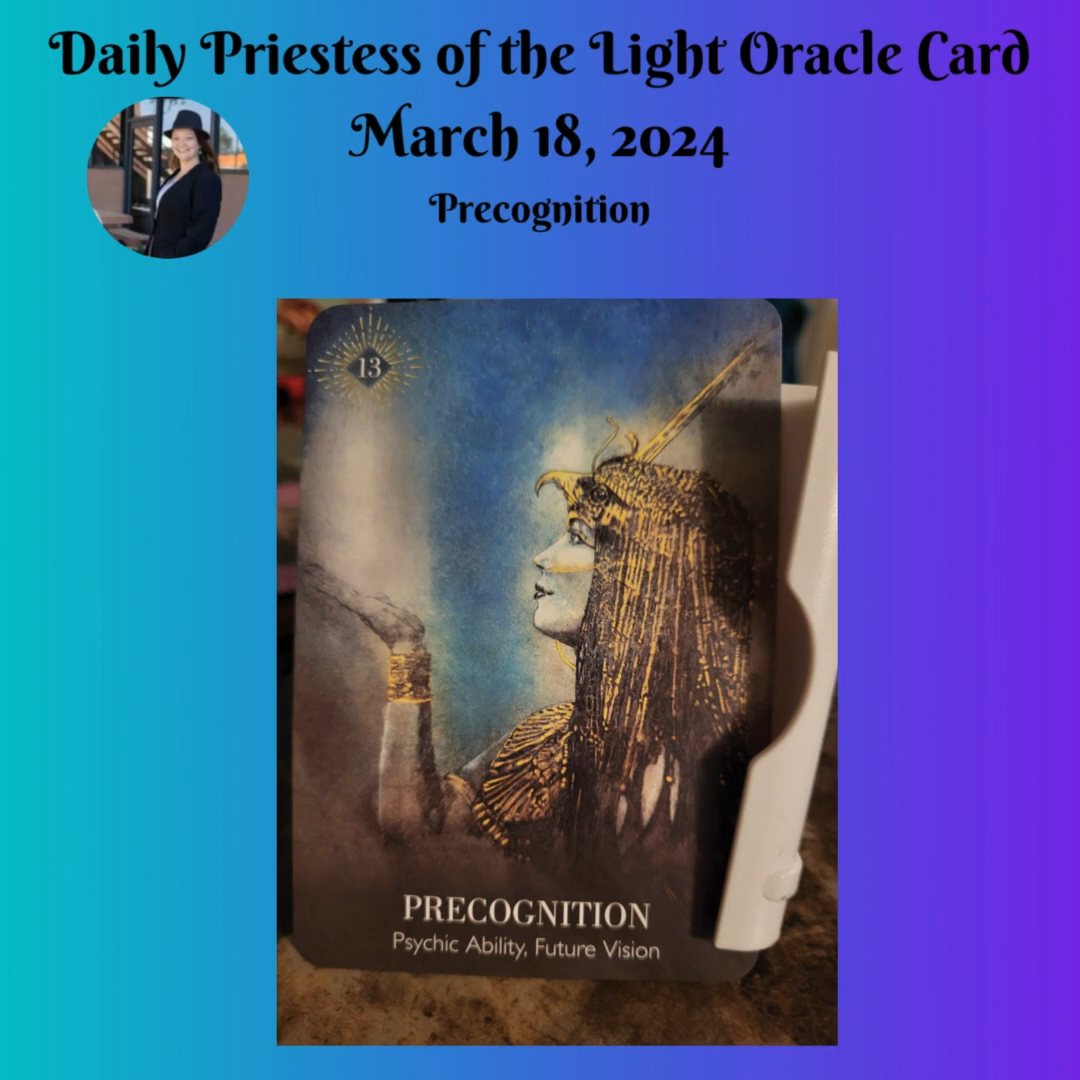 Daily Priestess of the Light Oracle Card
March 18, 2024
Precognition
13
PRECOGNITION
Psychic Ability, Future Vision